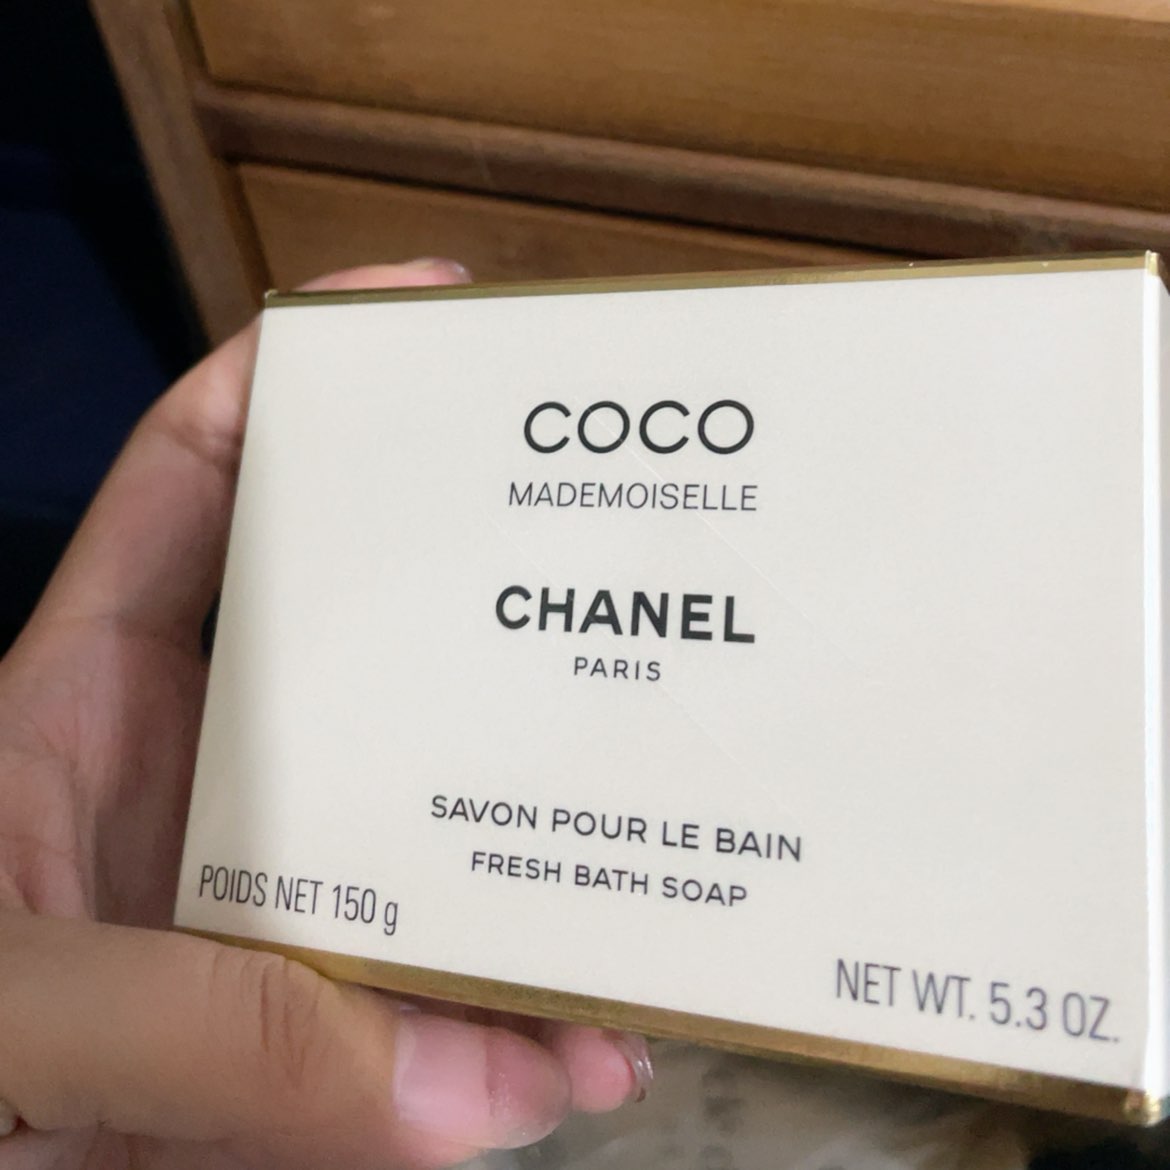 COCO
MADEMOISELLE
CHANEL
PARIS
SAVON POUR LE BAIN
FRESH BATH SOAP
POIDS NET 150 g
NET WT. 5.3 OZ.